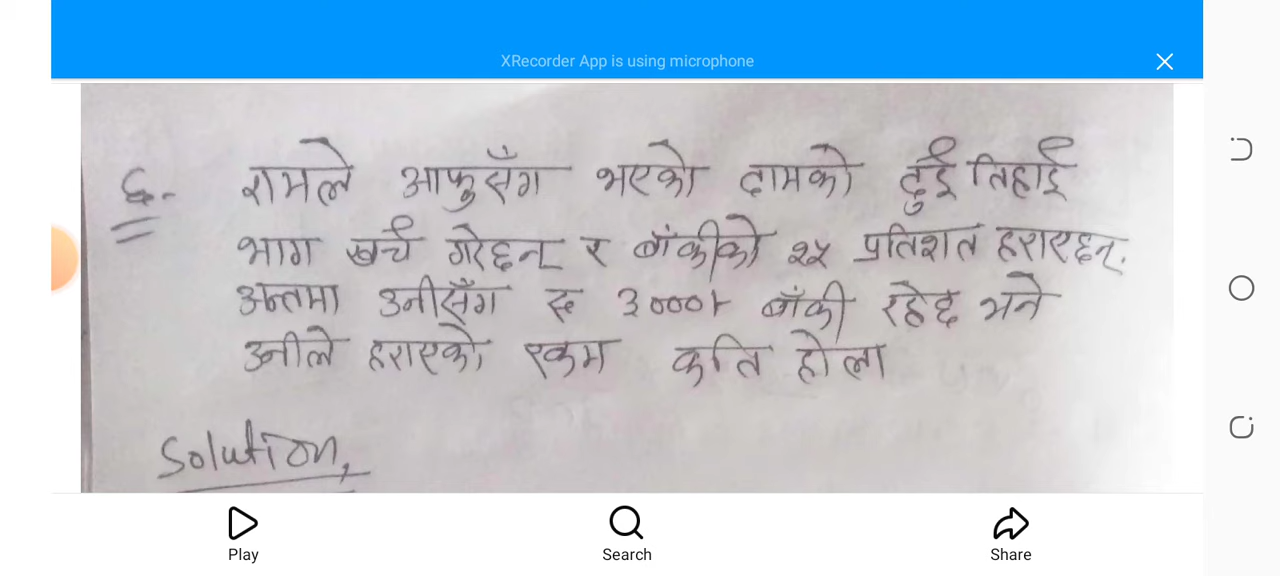 XRecorder App is using microphone
६. रामले आफुसँग भएको दामको दुई तिहाई
भाग खर्च गरेछन् र बाँकीको २५ प्रतिशत हराएछन्.
अन्तमा उनीसँग रु ३०००।- बाँकी रहेछ भने
उनीले हराएको रकम कति होला
Solution,
Play Search Share